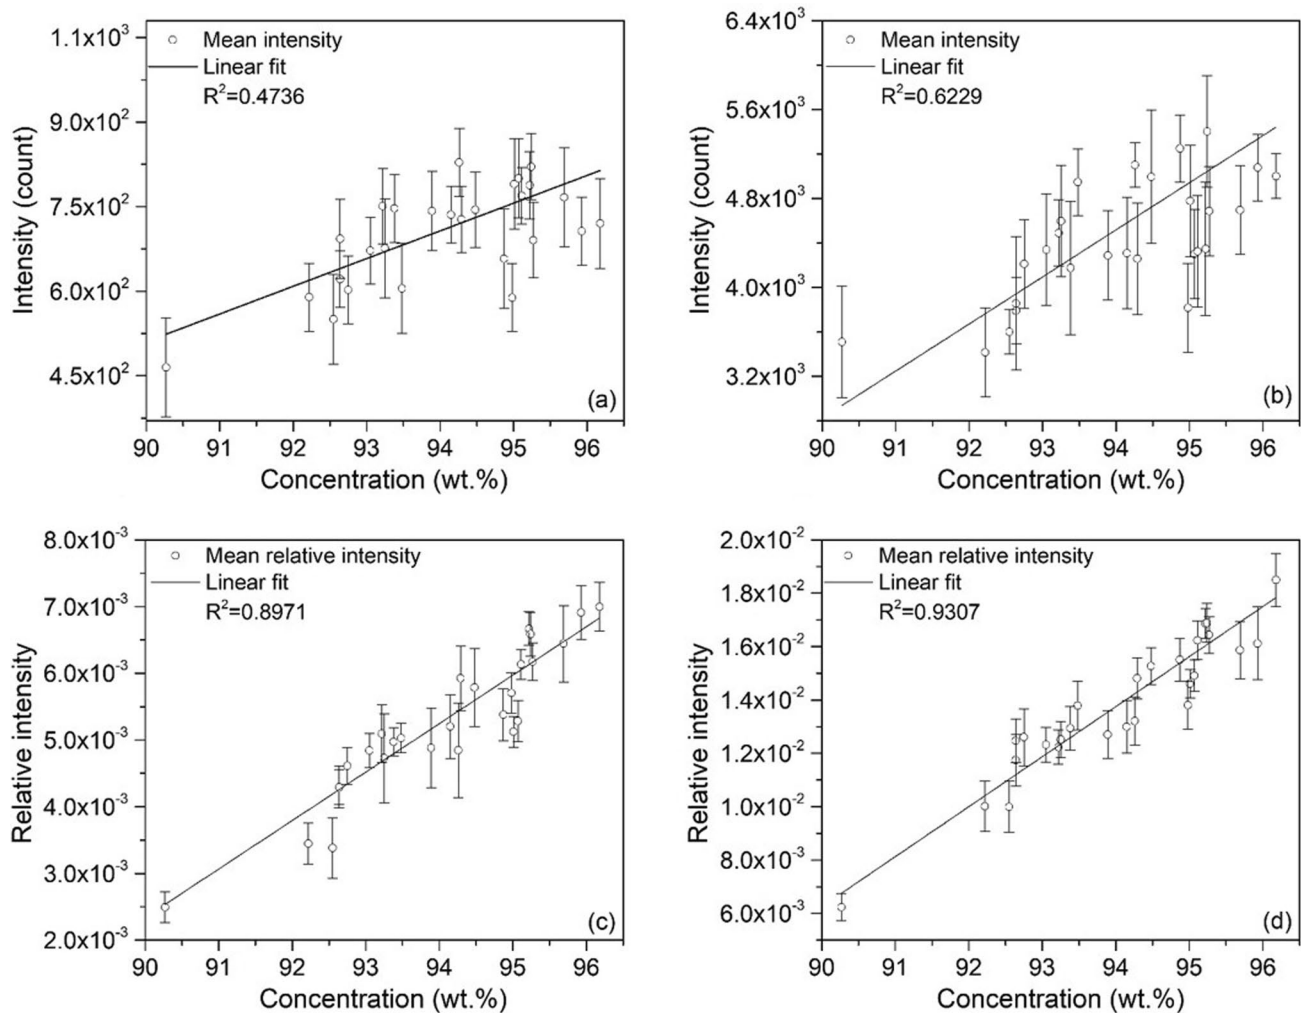 1.1x10³
9.0x10²
7.5x10²
6.0x10²
4.5x10²
Intensity (count)
Mean intensity
Linear fit
R²=0.4736
(a)
90 91 92 93 94 95 96
Concentration (wt.%)
6.4x10³
5.6x10³
4.8x10³
4.0x10³
3.2x10³
Intensity (count)
Mean intensity
Linear fit
R²=0.6229
(b)
90 91 92 93 94 95 96
Concentration (wt.%)
8.0x10⁻³
7.0x10⁻³
6.0x10⁻³
5.0x10⁻³
4.0x10⁻³
3.0x10⁻³
2.0x10⁻³
Relative intensity
Mean relative intensity
Linear fit
R²=0.8971
(c)
90 91 92 93 94 95 96
Concentration (wt.%)
2.0x10⁻²
1.8x10⁻²
1.6x10⁻²
1.4x10⁻²
1.2x10⁻²
1.0x10⁻²
8.0x10⁻³
6.0x10⁻³
Relative intensity
Mean relative intensity
Linear fit
R²=0.9307
(d)
90 91 92 93 94 95 96
Concentration (wt.%)